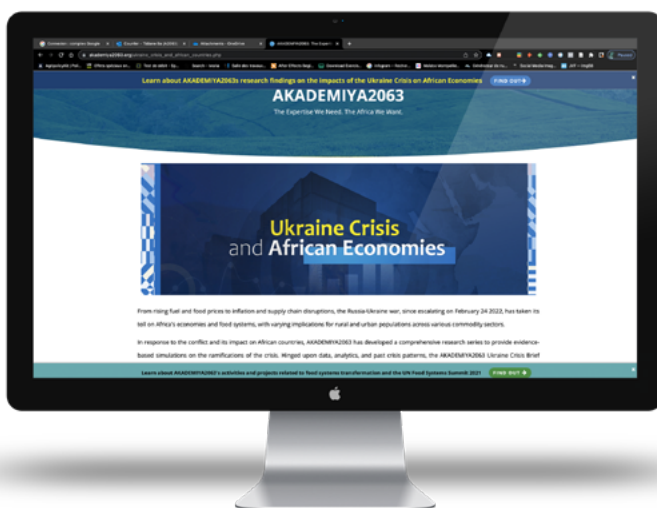 akademiya2063.org/ukraine_crisis_and_african_economies.php
Learn about AKADEMIYA2063s research findings on the impacts of the Ukraine Crisis on African Economies FIND OUT
AKADEMIYA2063
The Expertise We Need. The Africa We Want.
Ukraine Crisis
and African Economies
From rising fuel and food prices to inflation and supply chain disruptions, the Russia-Ukraine war, since escalating on February 24 2022, has taken its
toll on Africa's economies and food systems, with varying implications for rural and urban populations across various commodity sectors.
In response to the conflict and its impact on African countries, AKADEMIYA2063 has developed a comprehensive research series to provide evidence-
based simulations on the ramifications of the crisis. Hinged upon data, analytics, and past crisis patterns, the AKADEMIYA2063 Ukraine Crisis Brief
Learn about AKADEMIYA2063's activities and projects related to food systems transformation and the UN Food Systems Summit 2021 FIND OUT